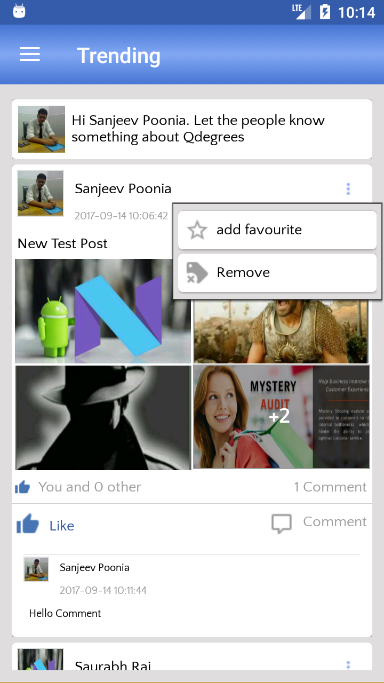 LTE 10:14
Trending
Hi Sanjeev Poonia. Let the people know
something about Qdegrees
Sanjeev Poonia
2017-09-14 10:06:42
add favourite
New Test Post
Remove
MYSTERY
AUDIT
+2
You and 0 other
1 Comment
Like
Comment
Sanjeev Poonia
2017-09-14 10:11:44
Hello Comment
Saurabh Raj